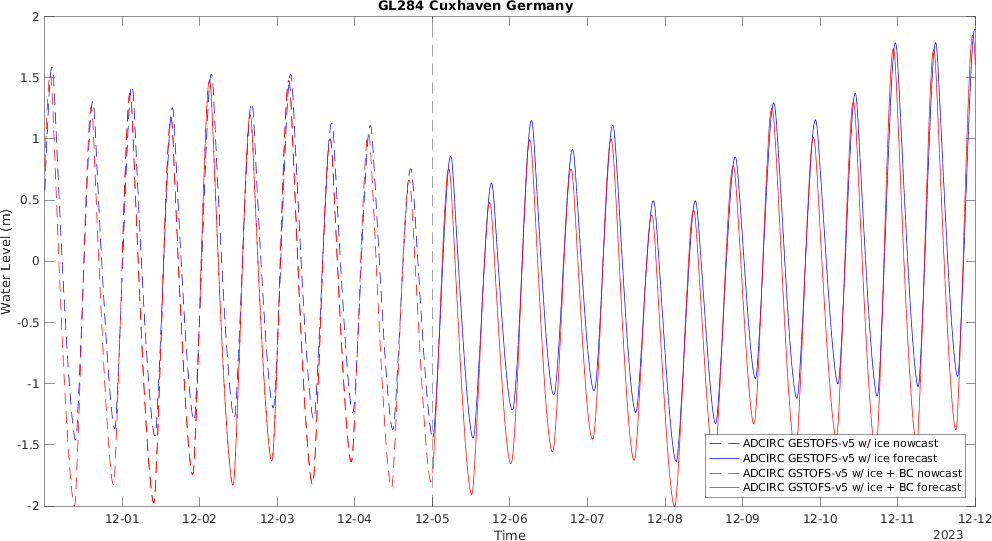 GL284 Cuxhaven Germany
2
1.5
1
0.5
0
-0.5
-1
-1.5
-2
Water Level (m)
12-01 12-02 12-03 12-04 12-05 12-06 12-07 12-08 12-09 12-10 12-11 12-12
Time
2023
ADCIRC GESTOFS-v5 w/ ice nowcast
ADCIRC GESTOFS-v5 w/ ice forecast
ADCIRC GSTOFS-v5 w/ ice + BC nowcast
ADCIRC GSTOFS-v5 w/ ice + BC forecast